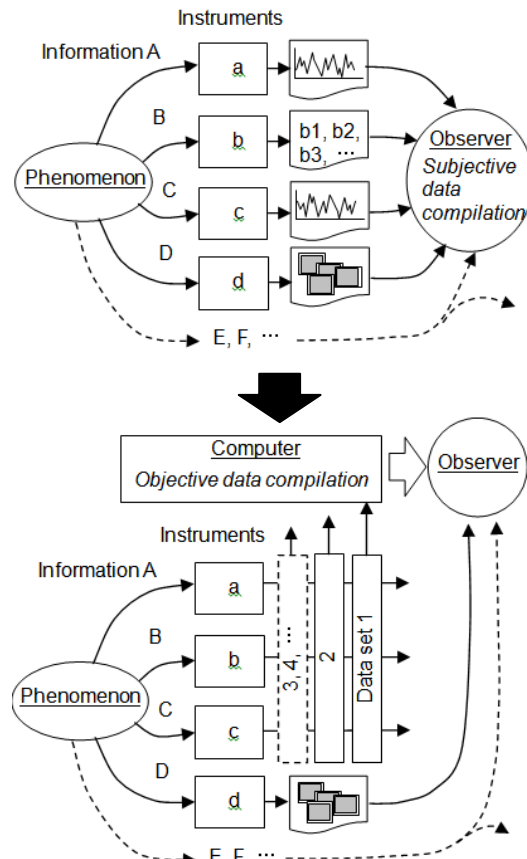 Instruments
Information A
a
B
b
b1, b2,
b3, ...
Phenomenon
C
c
D
d
E, F, ...
Observer
Subjective
data
compilation
Computer
Objective data compilation
Observer
Instruments
Information A
a
B
b
Phenomenon
C
c
D
d
3, 4, ...
2
Data set 1
E, F, ...